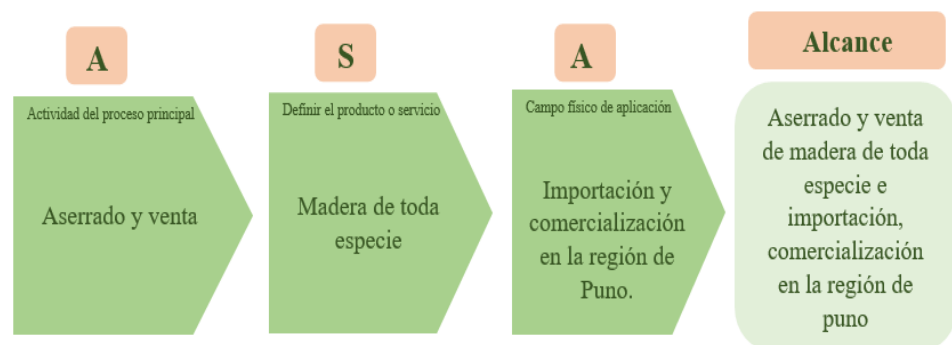 A
Actividad del proceso principal
Aserrado y venta
S
Definir el producto o servicio
Madera de toda
especie
A
Campo físico de aplicación
Importación y
comercialización
en la región de
Puno.
Alcance
Aserrado y venta
de madera de toda
especie e
importación,
comercialización
en la región de
puno